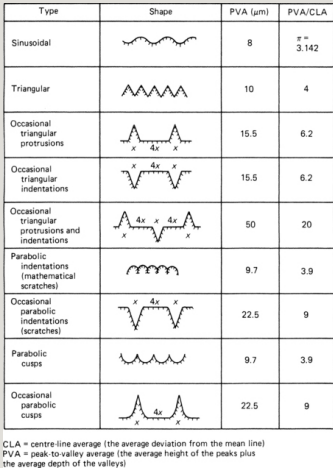 Type Shape PVA (μm) PVA/CLA
Sinusoidal 8 π =
3.142
Triangular 10 4
Occasional
triangular
protrusions 15.5 6.2
x 4x x
Occasional
triangular
indentations 15.5 6.2
x 4x x
Occasional
triangular
protrusions and
indentations 50 20
4x x 4x
x x
Parabolic
indentations
(mathematical
scratches) 9.7 3.9
Occasional
parabolic
indentations
(scratches) 22.5 9
x 4x x
Parabolic
cusps 9.7 3.9
Occasional
parabolic
cusps 22.5 9
x 4x x
CLA = centre-line average (the average deviation from the mean line)
PVA = peak-to-valley average (the average height of the peaks plus
the average depth of the valleys)